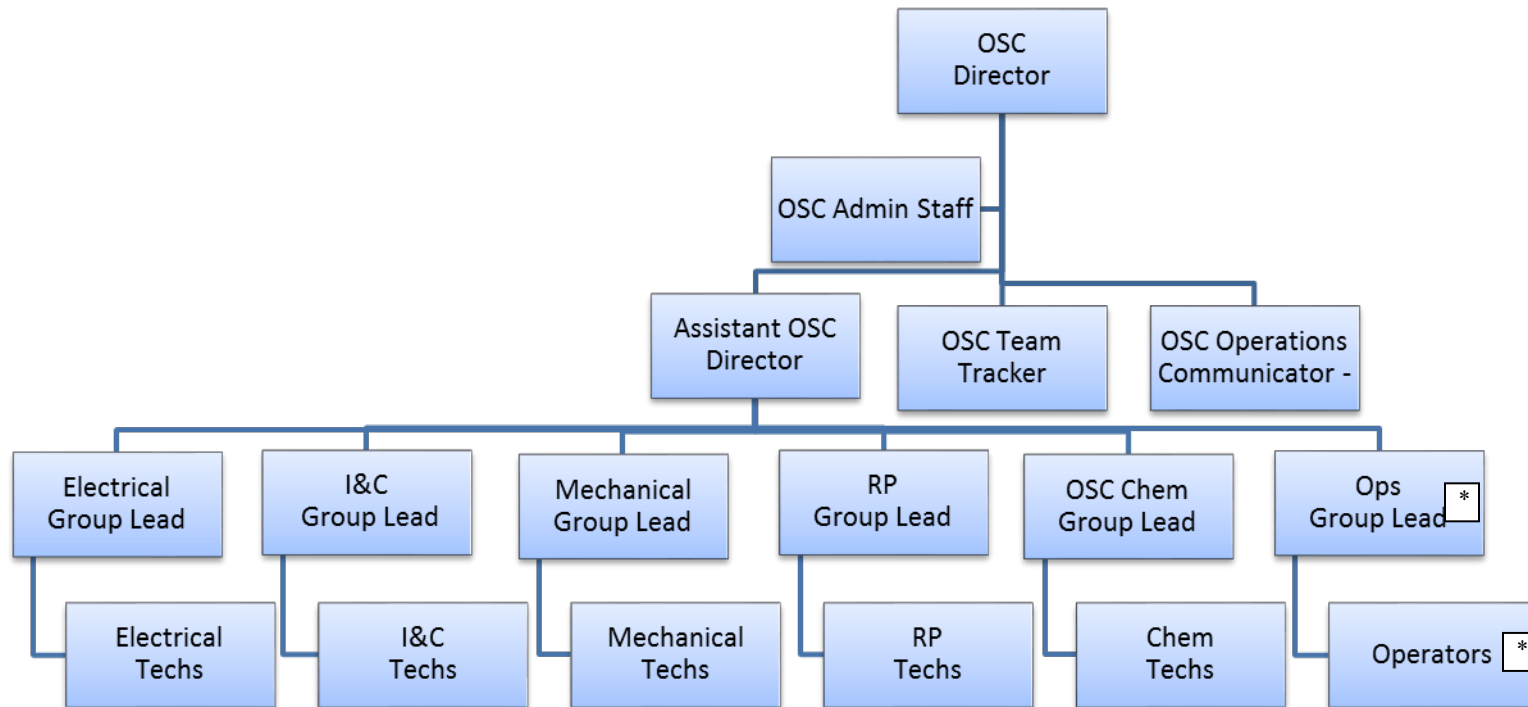 OSC
Director
OSC Admin Staff
Assistant OSC
Director
OSC Team
Tracker
OSC Operations
Communicator -
Electrical
Group Lead
I&C
Group Lead
Mechanical
Group Lead
RP
Group Lead
OSC Chem
Group Lead
Ops
Group Lead *
Electrical
Techs
I&C
Techs
Mechanical
Techs
RP
Techs
Chem
Techs
Operators *